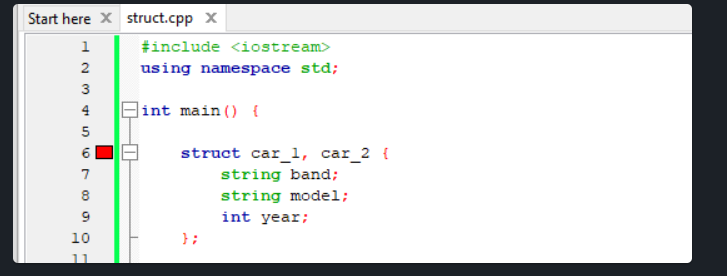 Start here X struct.cpp X
1 #include <iostream>
2 using namespace std;
3
4 int main() {
5
6 struct car_1, car_2 {
7 string band;
8 string model;
9 int year;
10 };
11